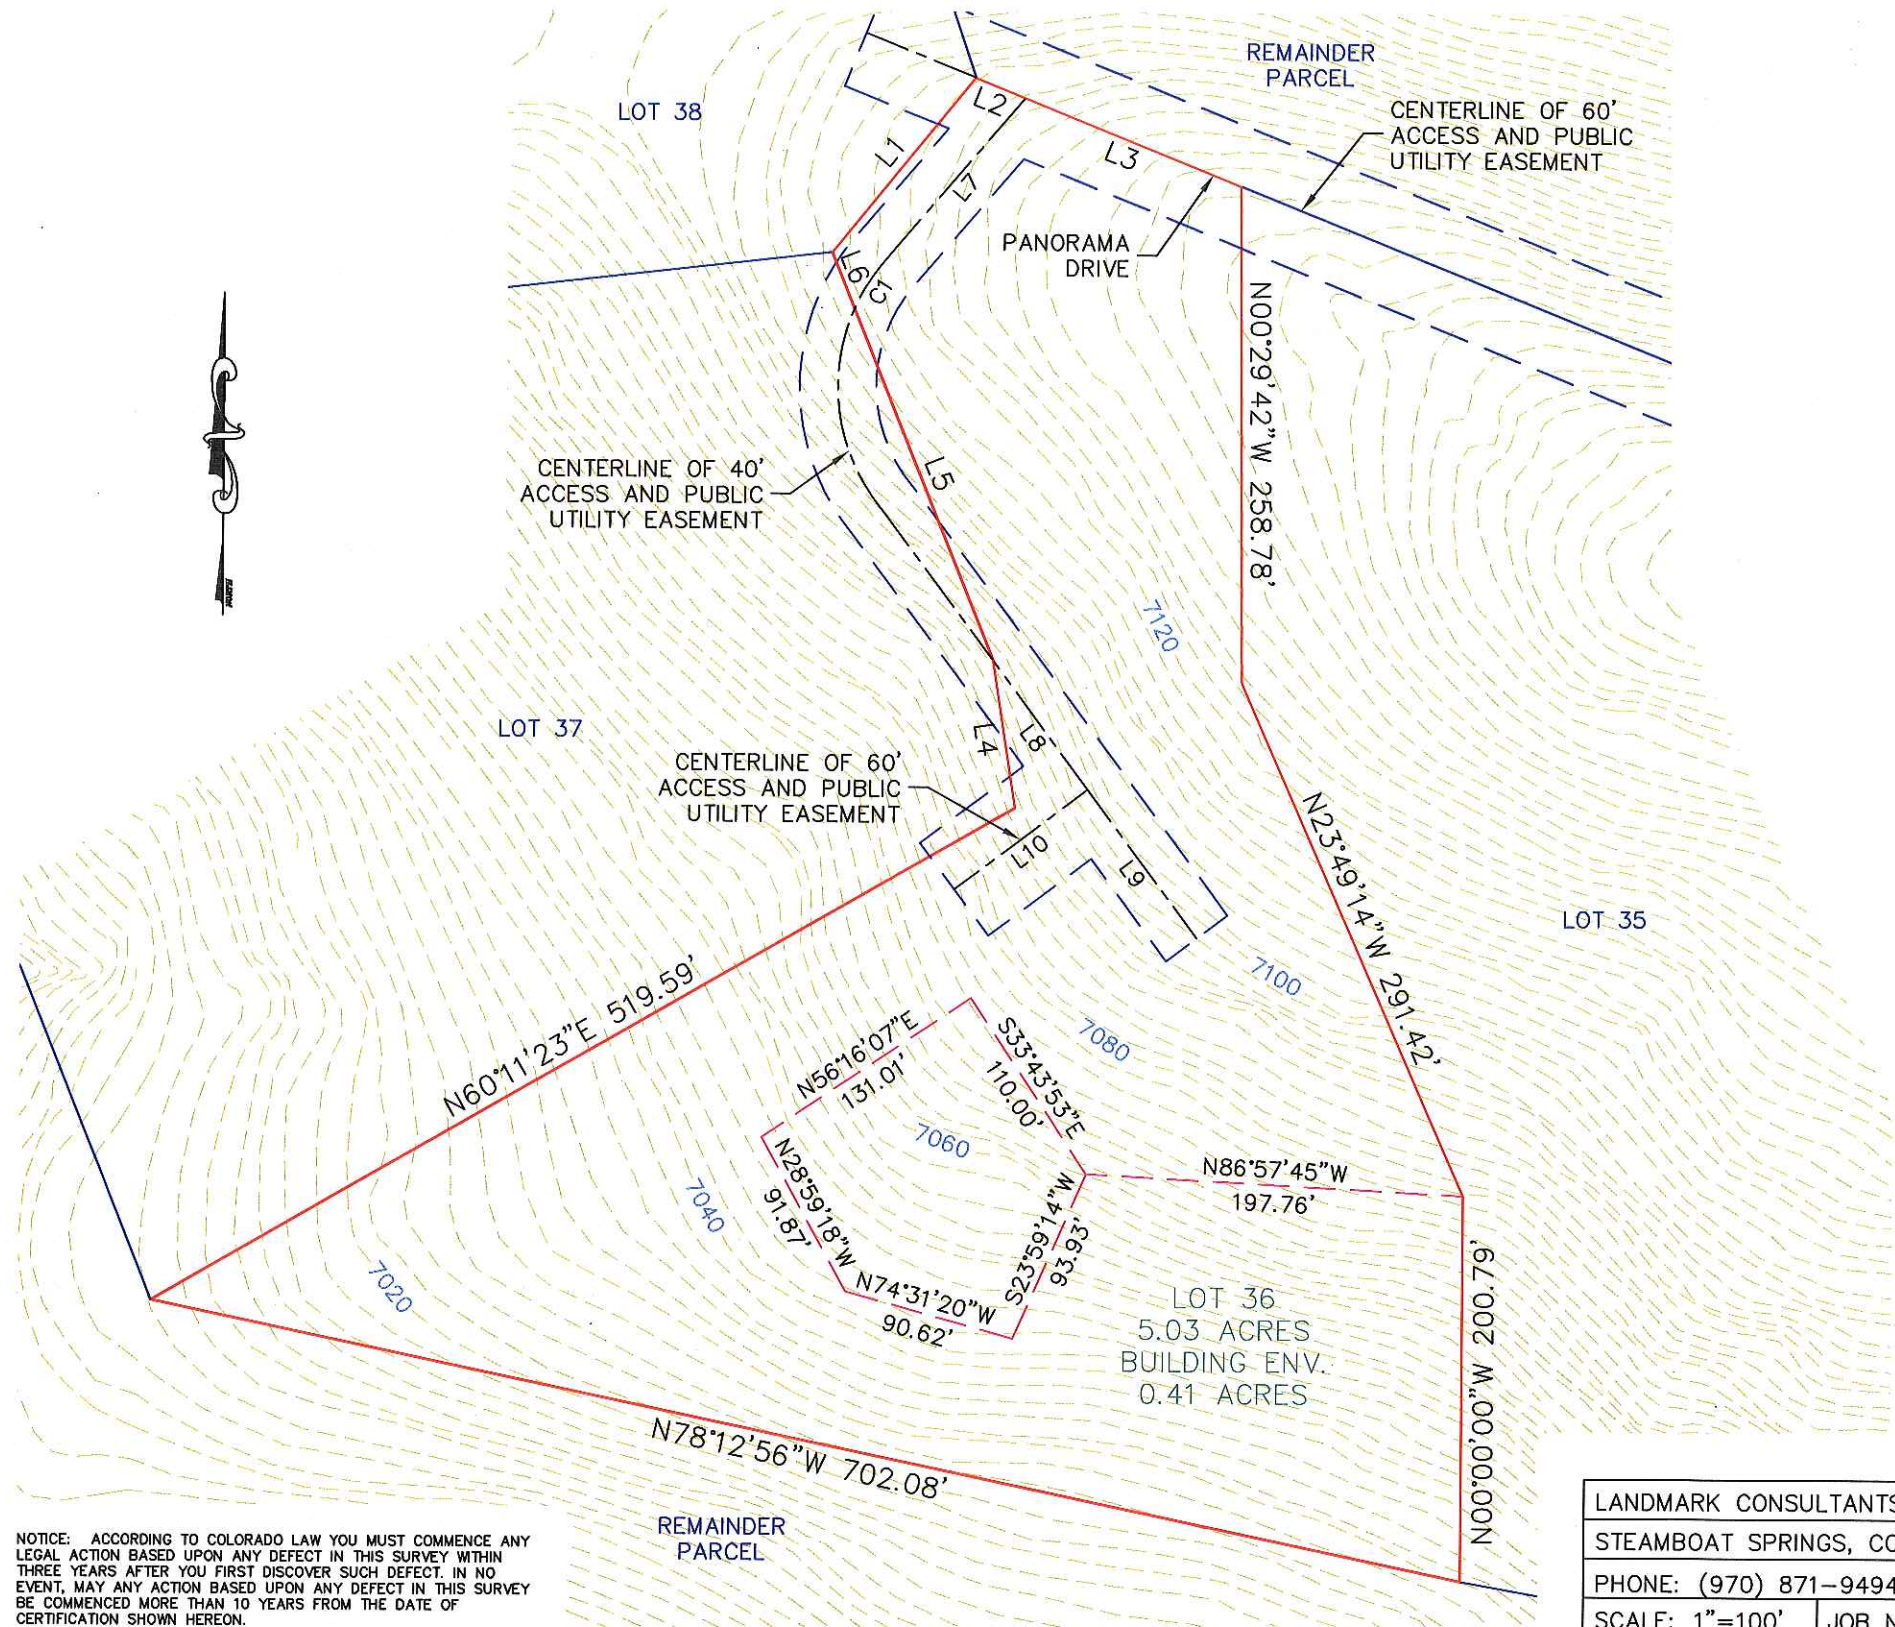 REMAINDER
PARCEL
LOT 38
CENTERLINE OF 60'
ACCESS AND PUBLIC
UTILITY EASEMENT
L2
L1
L3
L7
PANORAMA
DRIVE
L6
C1
N00°29'42"W 258.78'
CENTERLINE OF 40'
ACCESS AND PUBLIC
UTILITY EASEMENT
L5
7120
LOT 37
L4
L8
CENTERLINE OF 60'
ACCESS AND PUBLIC
UTILITY EASEMENT
L10
L9
N23°49'14"W 291.42'
LOT 35
7100
N60°11'23"E 519.59'
N56°16'07"E
131.01'
S33°43'53"E
110.00'
7080
7060
N28°59'18"W
91.87'
7040
N86°57'45"W
197.76'
S23°59'14"W
93.93'
7020
N74°31'20"W
90.62'
LOT 36
5.03 ACRES
BUILDING ENV.
0.41 ACRES
N00°00'00"W 200.79'
N78°12'56"W 702.08'
REMAINDER
PARCEL
NOTICE: ACCORDING TO COLORADO LAW YOU MUST COMMENCE ANY
LEGAL ACTION BASED UPON ANY DEFECT IN THIS SURVEY WITHIN
THREE YEARS AFTER YOU FIRST DISCOVER SUCH DEFECT. IN NO
EVENT, MAY ANY ACTION BASED UPON ANY DEFECT IN THIS SURVEY
BE COMMENCED MORE THAN 10 YEARS FROM THE DATE OF
CERTIFICATION SHOWN HEREON.
LANDMARK CONSULTANTS
STEAMBOAT SPRINGS, CO
PHONE: (970) 871-9494
SCALE: 1"=100'
JOB N